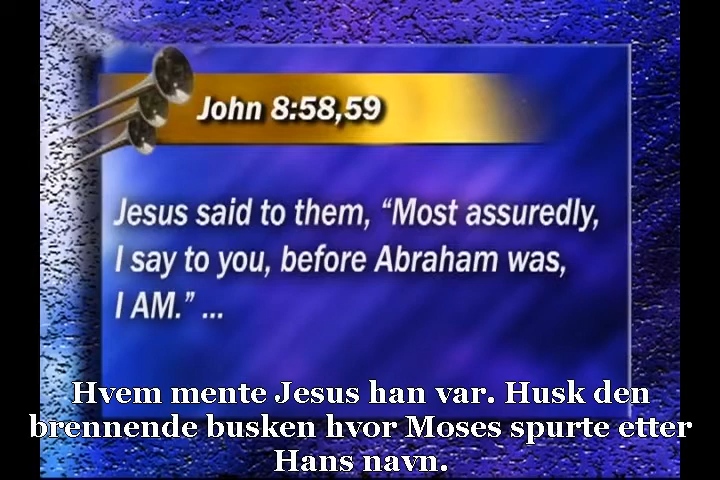 John 8:58,59
Jesus said to them, “Most assuredly,
I say to you, before Abraham was,
I AM.” ...
Hvem mente Jesus han var. Husk den
brennende busken hvor Moses spurte etter
Hans navn.